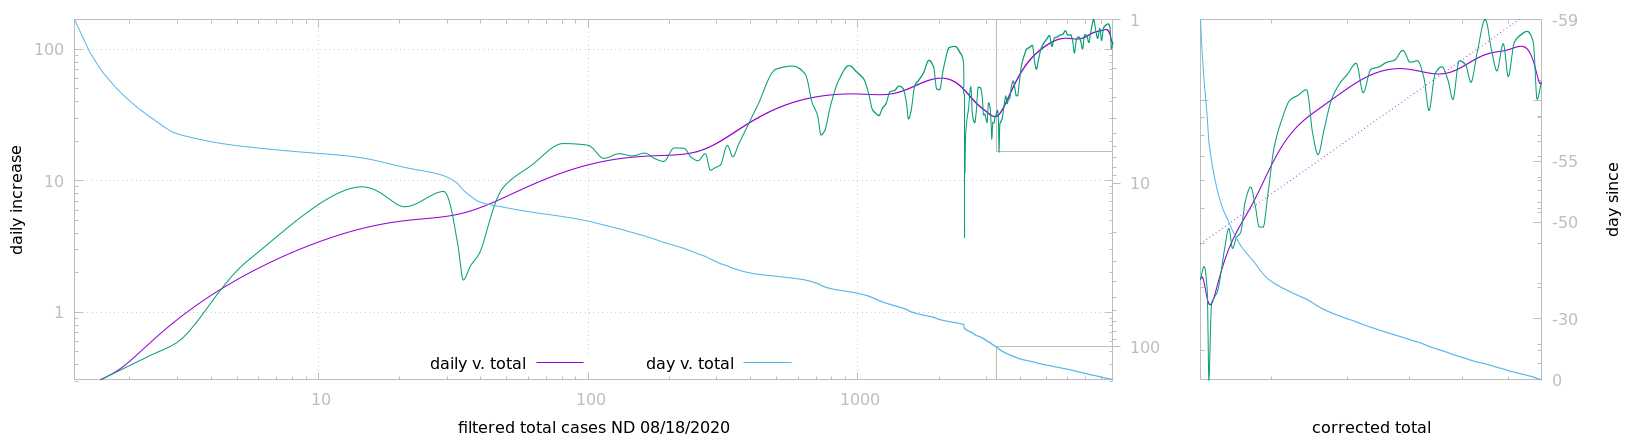 100
10
1
daily increase
daily v. total
day v. total
10
100
1000
filtered total cases ND 08/18/2020
1
10
100
-59
-55
-50
-30
0
day since
corrected total